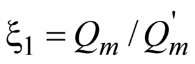 ξ₁ = Qₘ / Q'ₘ